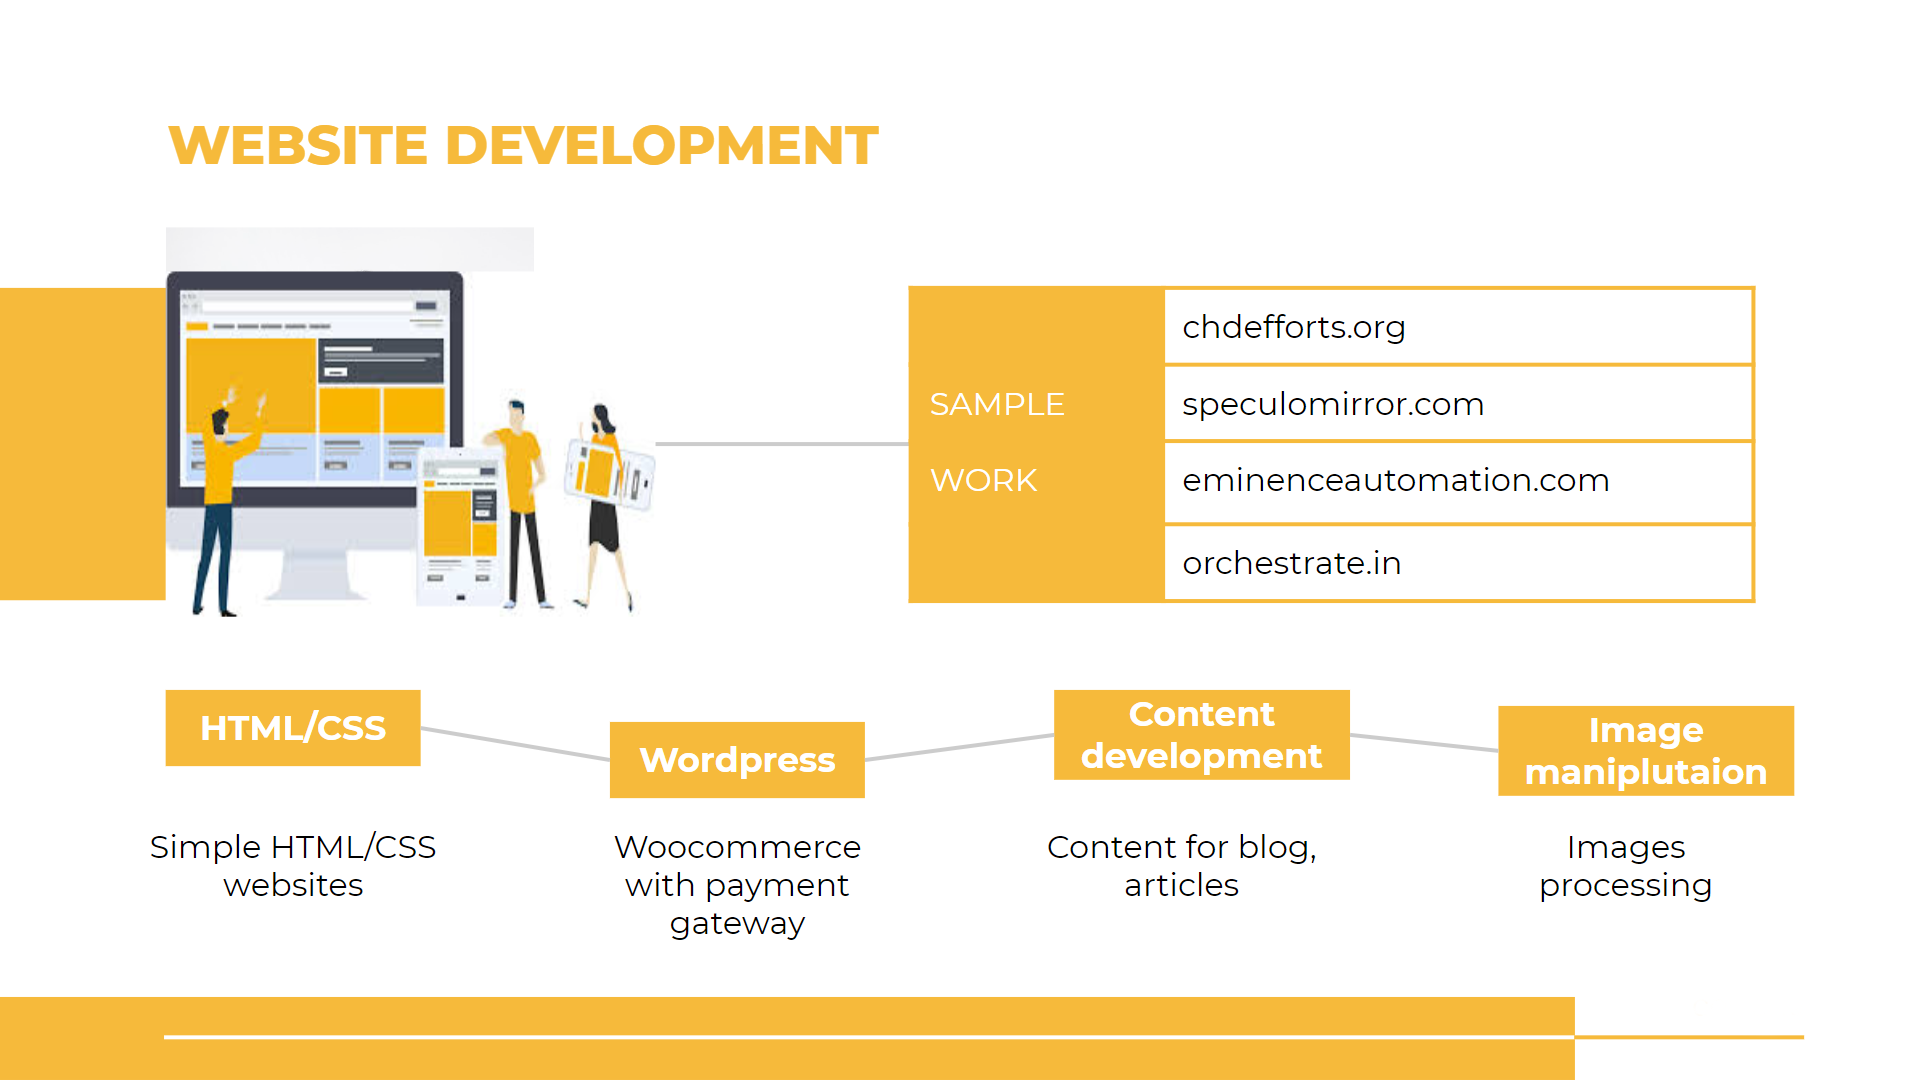 WEBSITE DEVELOPMENT
SAMPLE
WORK
chdefforts.org
speculomirror.com
eminenceautomation.com
orchestrate.in
HTML/CSS
Simple HTML/CSS
websites
Wordpress
Woocommerce
with payment
gateway
Content
development
Content for blog,
articles
Image
maniplutaion
Images
processing